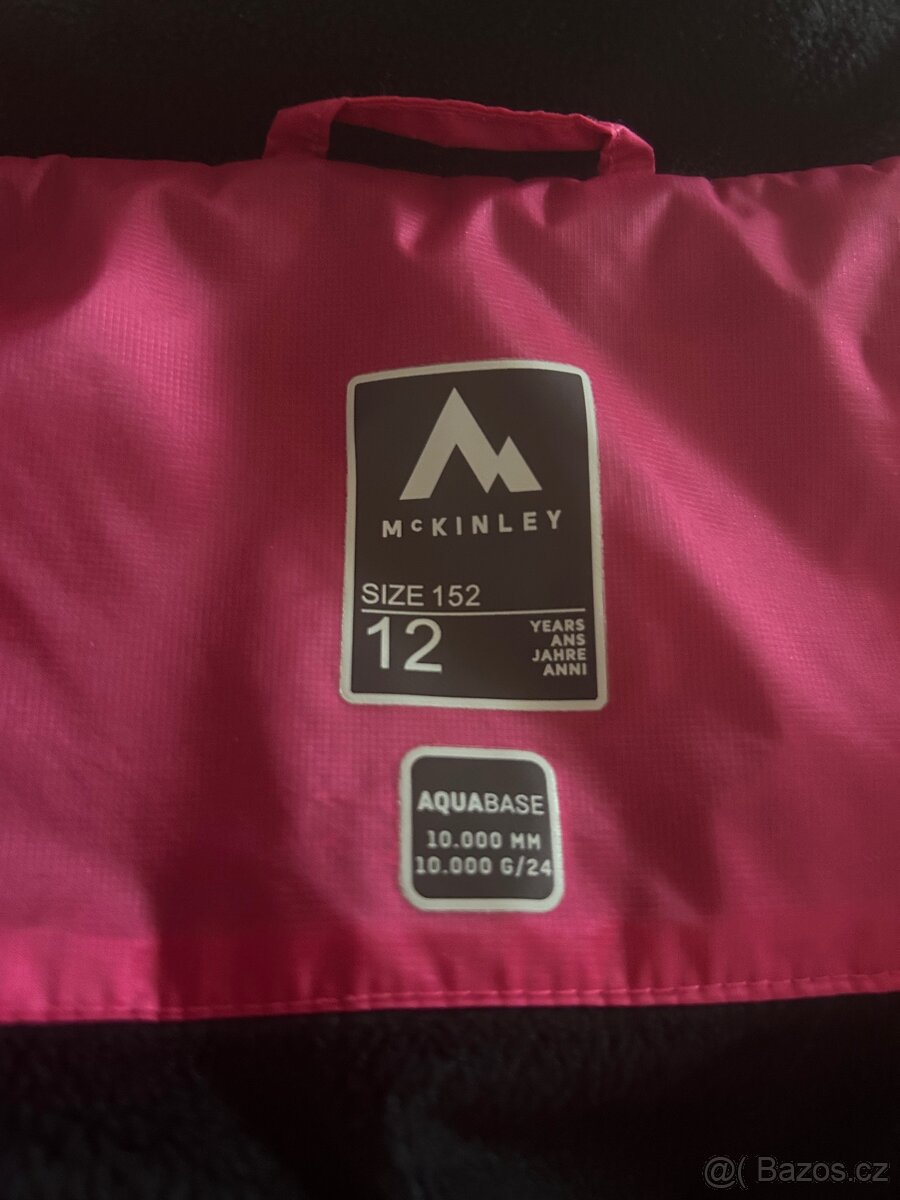 McKINLEY
SIZE 152
12
YEARS
ANS
JAHRE
ANNI
AQUABASE
10.000 MM
10.000 G/24
@( Bazos.cz